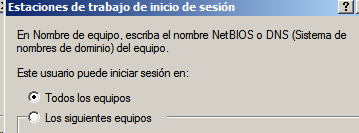 Estaciones de trabajo de inicio de sesión
En Nombre de equipo, escriba el nombre NetBIOS o DNS (Sistema de
nombres de dominio) del equipo.
Este usuario puede iniciar sesión en:
Todos los equipos
Los siguientes equipos